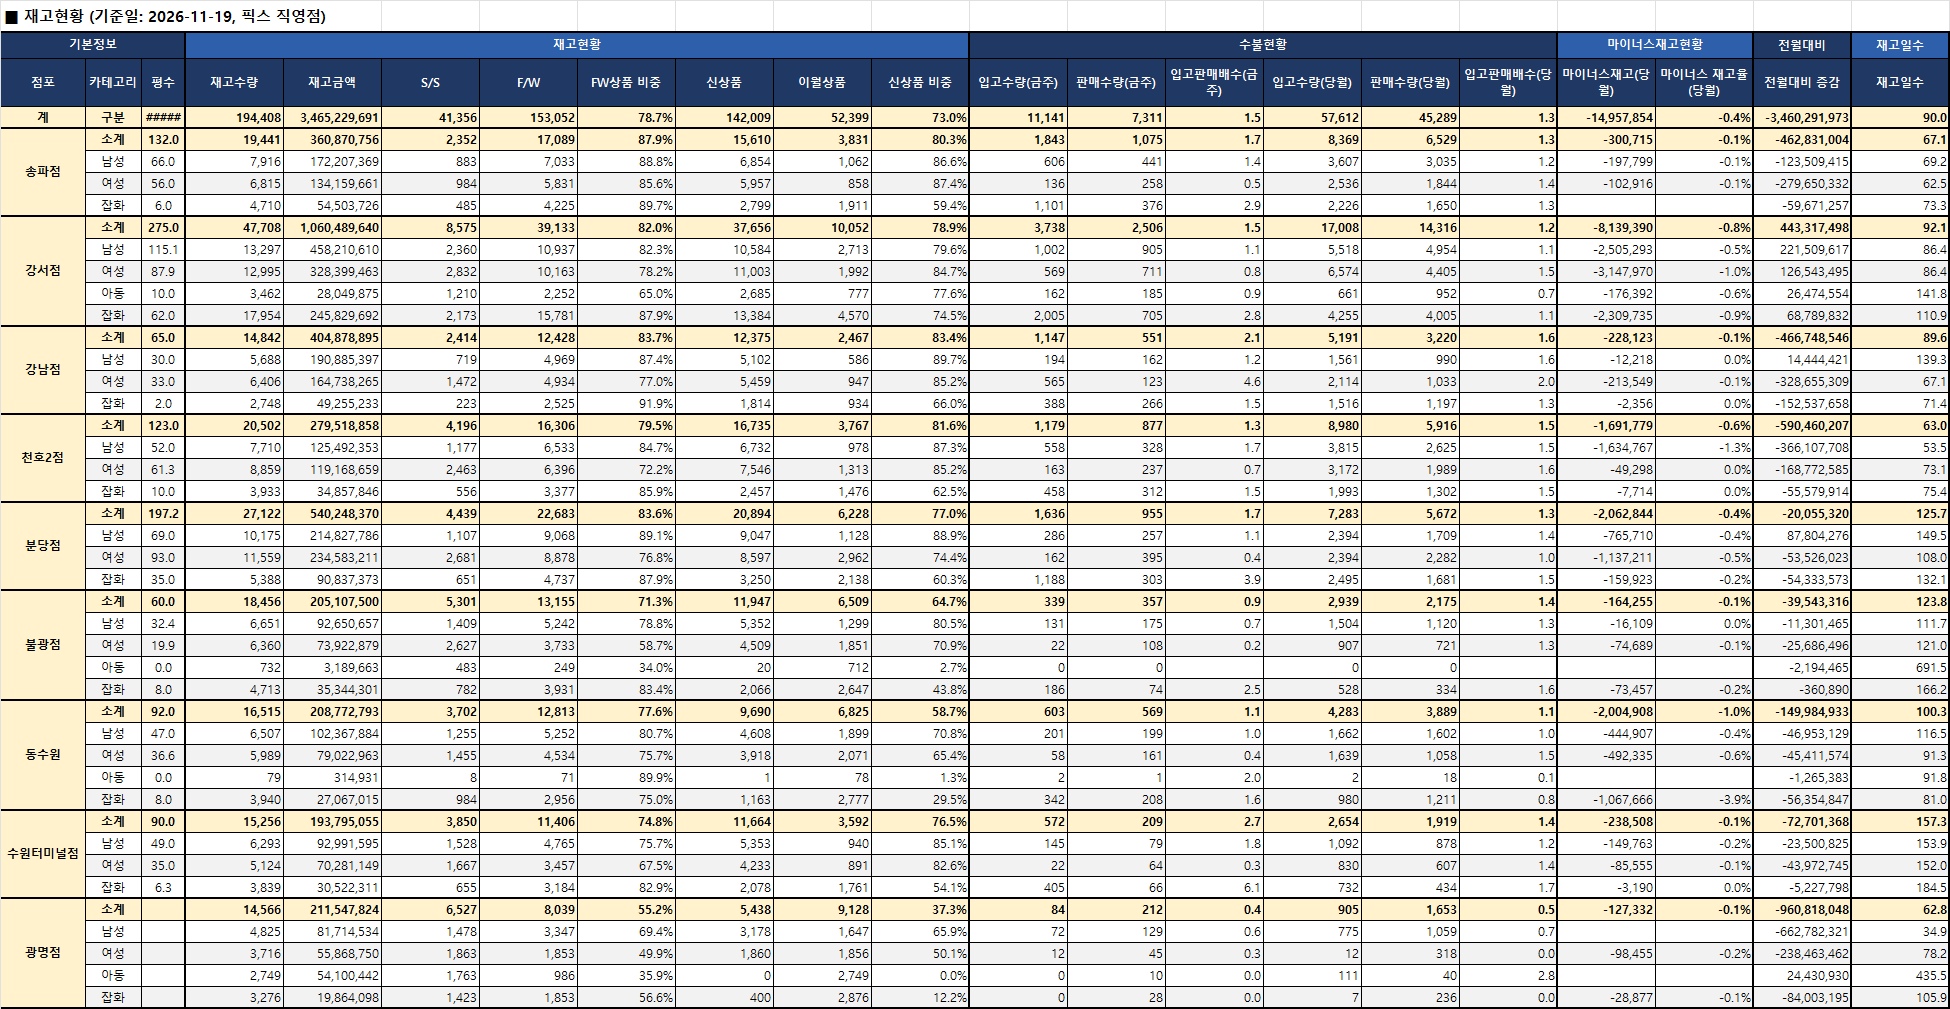 ■ 재고현황 (기준일: 2026-11-19, 픽스 직영점)
기본정보 재고현황 수불현황 마이너스재고현황 전월대비 재고일수
점포 카테고리 평수 재고수량 재고금액 S/S F/W FW상품 비중 신상품 이월상품 신상품 비중 입고수량(금주) 판매수량(금주) 입고판매배수(금주) 입고수량(당월) 판매수량(당월) 입고판매배수(당월) 마이너스재고(당월) 마이너스 재고율(당월) 전월대비 증감 재고일수
계 구분 ##### 194,408 3,465,229,691 41,356 153,052 78.7% 142,009 52,399 73.0% 11,141 7,311 1.5 57,612 45,289 1.3 -14,957,854 -0.4% -3,460,291,973 90.0
송파점 소계 132.0 19,441 360,870,756 2,352 17,089 87.9% 15,610 3,831 80.3% 1,843 1,075 1.7 8,369 6,529 1.3 -300,715 -0.1% -462,831,004 67.1
남성 66.0 7,916 172,207,369 883 7,033 88.8% 6,854 1,062 86.6% 606 441 1.4 3,607 3,035 1.2 -197,799 -0.1% -123,509,415 69.2
여성 56.0 6,815 134,159,661 984 5,831 85.6% 5,957 858 87.4% 136 258 0.5 2,536 1,844 1.4 -102,916 -0.1% -279,650,332 62.5
잡화 6.0 4,710 54,503,726 485 4,225 89.7% 2,799 1,911 59.4% 1,101 376 2.9 2,226 1,650 1.3 -59,671,257 73.3
강서점 소계 275.0 47,708 1,060,489,640 8,575 39,133 82.0% 37,656 10,052 78.9% 3,738 2,506 1.5 17,008 14,316 1.2 -8,139,390 -0.8% 443,317,498 92.1
남성 115.1 13,297 458,210,610 2,360 10,937 82.3% 10,584 2,713 79.6% 1,002 905 1.1 5,518 4,954 1.1 -2,505,293 -0.5% 221,509,617 86.4
여성 87.9 12,995 328,399,463 2,832 10,163 78.2% 11,003 1,992 84.7% 569 711 0.8 6,574 4,405 1.5 -3,147,970 -1.0% 126,543,495 86.4
아동 10.0 3,462 28,049,875 1,210 2,252 65.0% 2,685 777 77.6% 162 185 0.9 661 952 0.7 -176,392 -0.6% 26,474,554 141.8
잡화 62.0 17,954 245,829,692 2,173 15,781 87.9% 13,384 4,570 74.5% 2,005 705 2.8 4,255 4,005 1.1 -2,309,735 -0.9% 68,789,832 110.9
강남점 소계 65.0 14,842 404,878,895 2,414 12,428 83.7% 12,375 2,467 83.4% 1,147 551 2.1 5,191 3,220 1.6 -228,123 -0.1% -466,748,546 89.6
남성 30.0 5,688 190,885,397 719 4,969 87.4% 5,102 586 89.7% 194 162 1.2 1,561 990 1.6 -12,218 0.0% 14,444,421 139.3
여성 33.0 6,406 164,738,265 1,472 4,934 77.0% 5,459 947 85.2% 565 123 4.6 2,114 1,033 2.0 -213,549 -0.1% -328,655,309 67.1
잡화 2.0 2,748 49,255,233 223 2,525 91.9% 1,814 934 66.0% 388 266 1.5 1,516 1,197 1.3 -2,356 0.0% -152,537,658 71.4
천호2점 소계 123.0 20,502 279,518,858 4,196 16,306 79.5% 16,735 3,767 81.6% 1,179 877 1.3 8,980 5,916 1.5 -1,691,779 -0.6% -590,460,207 63.0
남성 52.0 7,710 125,492,353 1,177 6,533 84.7% 6,732 978 87.3% 558 328 1.7 3,815 2,625 1.5 -1,634,767 -1.3% -366,107,708 53.5
여성 61.3 8,859 119,168,659 2,463 6,396 72.2% 7,546 1,313 85.2% 163 237 0.7 3,172 1,989 1.6 -49,298 0.0% -168,772,585 73.1
잡화 10.0 3,933 34,857,846 556 3,377 85.9% 2,457 1,476 62.5% 458 312 1.5 1,993 1,302 1.5 -7,714 0.0% -55,579,914 75.4
분당점 소계 197.2 27,122 540,248,370 4,439 22,683 83.6% 20,894 6,228 77.0% 1,636 955 1.7 7,283 5,672 1.3 -2,062,844 -0.4% -20,055,320 125.7
남성 69.0 10,175 214,827,786 1,107 9,068 89.1% 9,047 1,128 88.9% 286 257 1.1 2,394 1,709 1.4 -765,710 -0.4% 87,804,276 149.5
여성 93.0 11,559 234,583,211 2,681 8,878 76.8% 8,597 2,962 74.4% 162 395 0.4 2,394 2,282 1.0 -1,137,211 -0.5% -53,526,023 108.0
잡화 35.0 5,388 90,837,373 651 4,737 87.9% 3,250 2,138 60.3% 1,188 303 3.9 2,495 1,681 1.5 -159,923 -0.2% -54,333,573 132.1
불광점 소계 60.0 18,456 205,107,500 5,301 13,155 71.3% 11,947 6,509 64.7% 339 357 0.9 2,939 2,175 1.4 -164,255 -0.1% -39,543,316 123.8
남성 32.4 6,651 92,650,657 1,409 5,242 78.8% 5,352 1,299 80.5% 131 175 0.7 1,504 1,120 1.3 -16,109 0.0% -11,301,465 111.7
여성 19.9 6,360 73,922,879 2,627 3,733 58.7% 4,509 1,851 70.9% 22 108 0.2 907 721 1.3 -74,689 -0.1% -25,686,496 121.0
아동 0.0 732 3,189,663 483 249 34.0% 20 712 2.7% 0 0 0 0 -2,194,465 691.5
잡화 8.0 4,713 35,344,301 782 3,931 83.4% 2,066 2,647 43.8% 186 74 2.5 528 334 1.6 -73,457 -0.2% -360,890 166.2
동수원 소계 92.0 16,515 208,772,793 3,702 12,813 77.6% 9,690 6,825 58.7% 603 569 1.1 4,283 3,889 1.1 -2,004,908 -1.0% -149,984,933 100.3
남성 47.0 6,507 102,367,884 1,255 5,252 80.7% 4,608 1,899 70.8% 201 199 1.0 1,662 1,602 1.0 -444,907 -0.4% -46,953,129 116.5
여성 36.6 5,989 79,022,963 1,455 4,534 75.7% 3,918 2,071 65.4% 58 161 0.4 1,639 1,058 1.5 -492,335 -0.6% -45,411,574 91.3
아동 0.0 79 314,931 8 71 89.9% 1 78 1.3% 2 1 2.0 2 18 0.1 -1,265,383 91.8
잡화 8.0 3,940 27,067,015 984 2,956 75.0% 1,163 2,777 29.5% 342 208 1.6 980 1,211 0.8 -1,067,666 -3.9% -56,354,847 81.0
수원터미널점 소계 90.0 15,256 193,795,055 3,850 11,406 74.8% 11,664 3,592 76.5% 572 209 2.7 2,654 1,919 1.4 -238,508 -0.1% -72,701,368 157.3
남성 49.0 6,293 92,991,595 1,528 4,765 75.7% 5,353 940 85.1% 145 79 1.8 1,092 878 1.2 -149,763 -0.2% -23,500,825 153.9
여성 35.0 5,124 70,281,149 1,667 3,457 67.5% 4,233 891 82.6% 22 64 0.3 830 607 1.4 -85,555 -0.1% -43,972,745 152.0
잡화 6.3 3,839 30,522,311 655 3,184 82.9% 2,078 1,761 54.1% 405 66 6.1 732 434 1.7 -3,190 0.0% -5,227,798 184.5
광명점 소계 14,566 211,547,824 6,527 8,039 55.2% 5,438 9,128 37.3% 84 212 0.4 905 1,653 0.5 -127,332 -0.1% -960,818,048 62.8
남성 4,825 81,714,534 1,478 3,347 69.4% 3,178 1,647 65.9% 72 129 0.6 775 1,059 0.7 -662,782,321 34.9
여성 3,716 55,868,750 1,863 1,853 49.9% 1,860 1,856 50.1% 12 45 0.3 12 318 0.0 -98,455 -0.2% -238,463,462 78.2
아동 2,749 54,100,442 1,763 986 35.9% 0 2,749 0.0% 0 10 0.0 111 40 2.8 24,430,930 435.5
잡화 3,276 19,864,098 1,423 1,853 56.6% 400 2,876 12.2% 0 28 0.0 7 236 0.0 -28,877 -0.1% -84,003,195 105.9